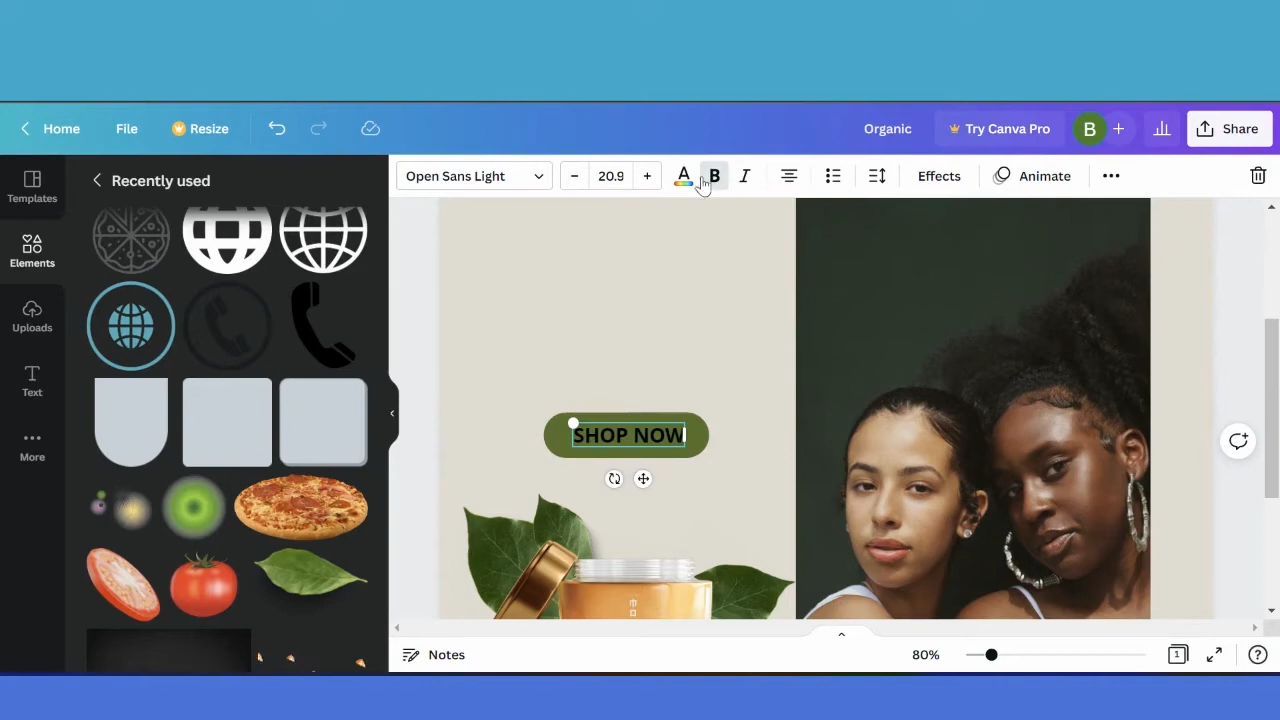 Home File Resize Organic Try Canva Pro B + Share
Templates
Elements
Uploads
Text
More
Recently used
Open Sans Light – 20.9 + A B I Effects Animate
SHOP NOW
Notes 80% 1 ?